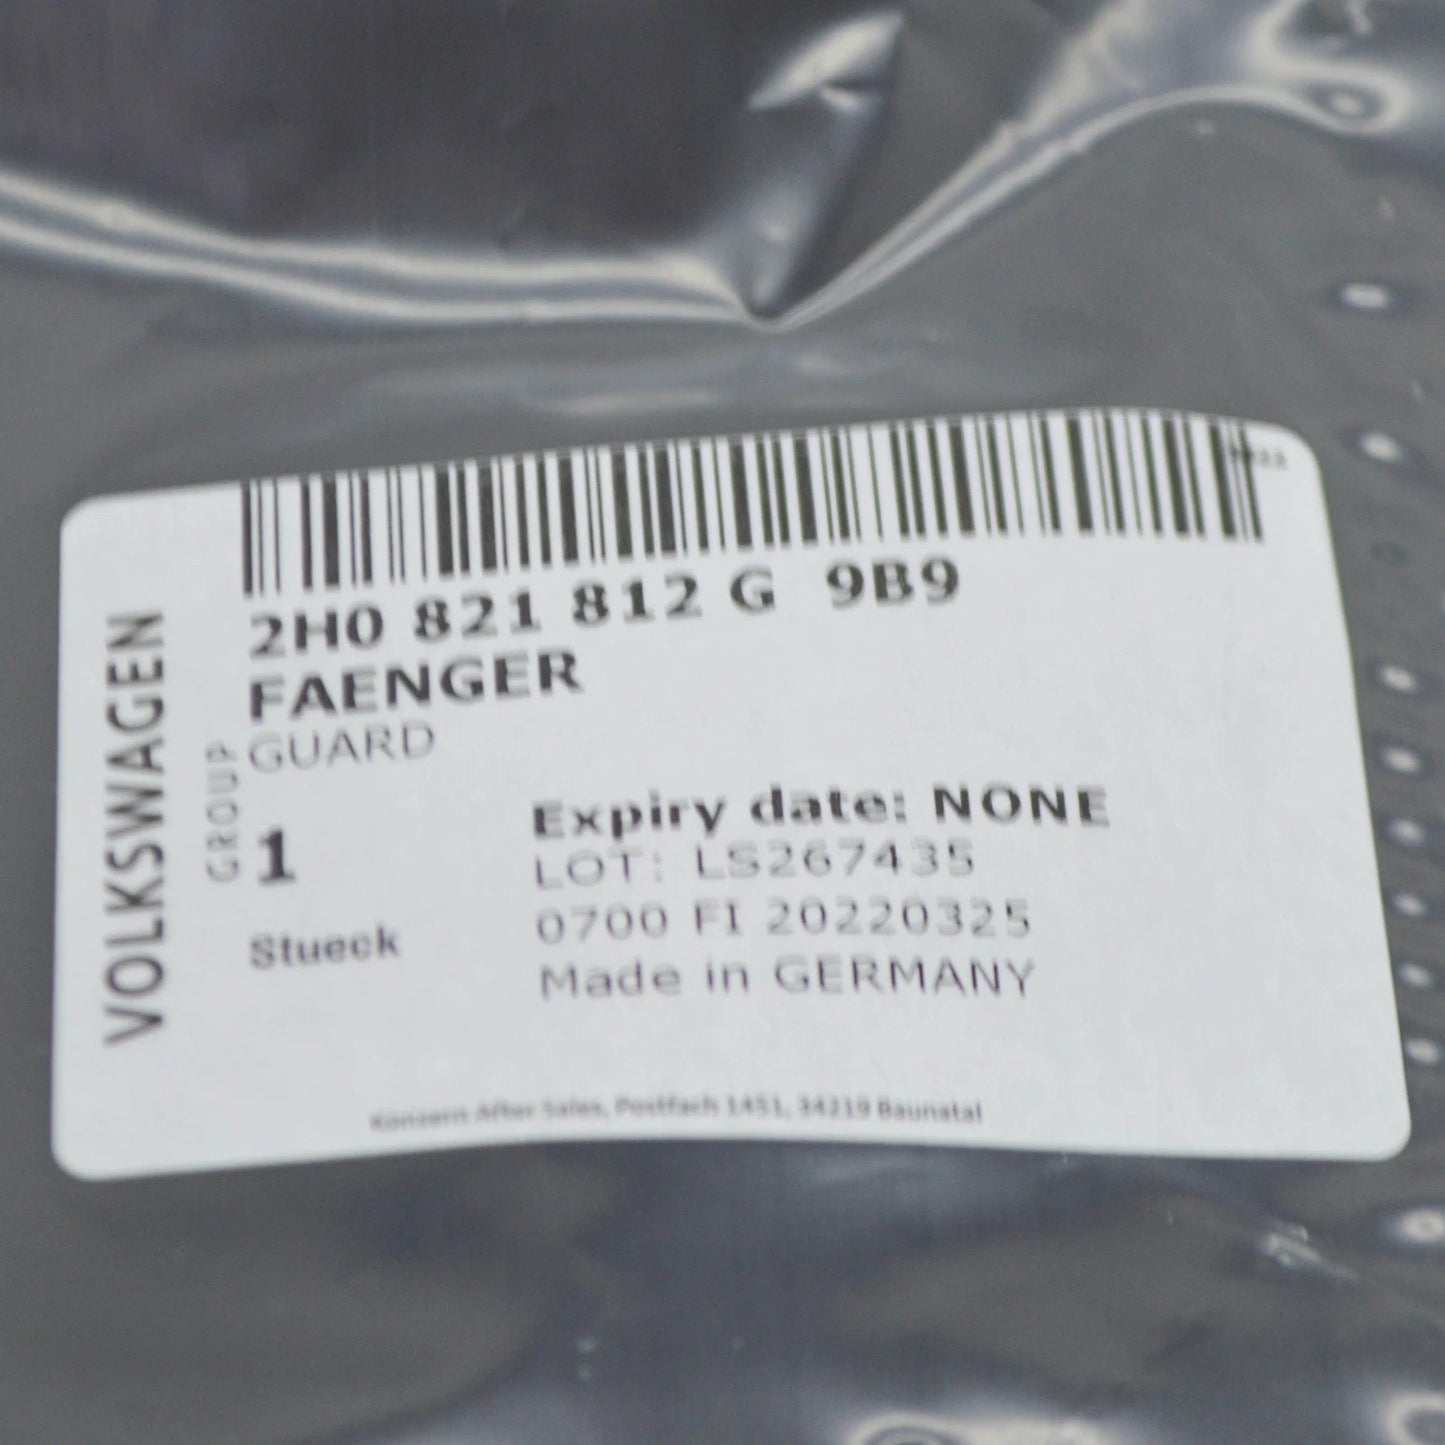 VOLKSWAGEN
GROUP
2H0 821 812 G 9B9
FAENGER
GUARD
1
Stueck
Expiry date: NONE
LOT: LS267435
0700 FI 20220325
Made in GERMANY
Konzern After Sales, Postfach 1451, 34219 Baunatal